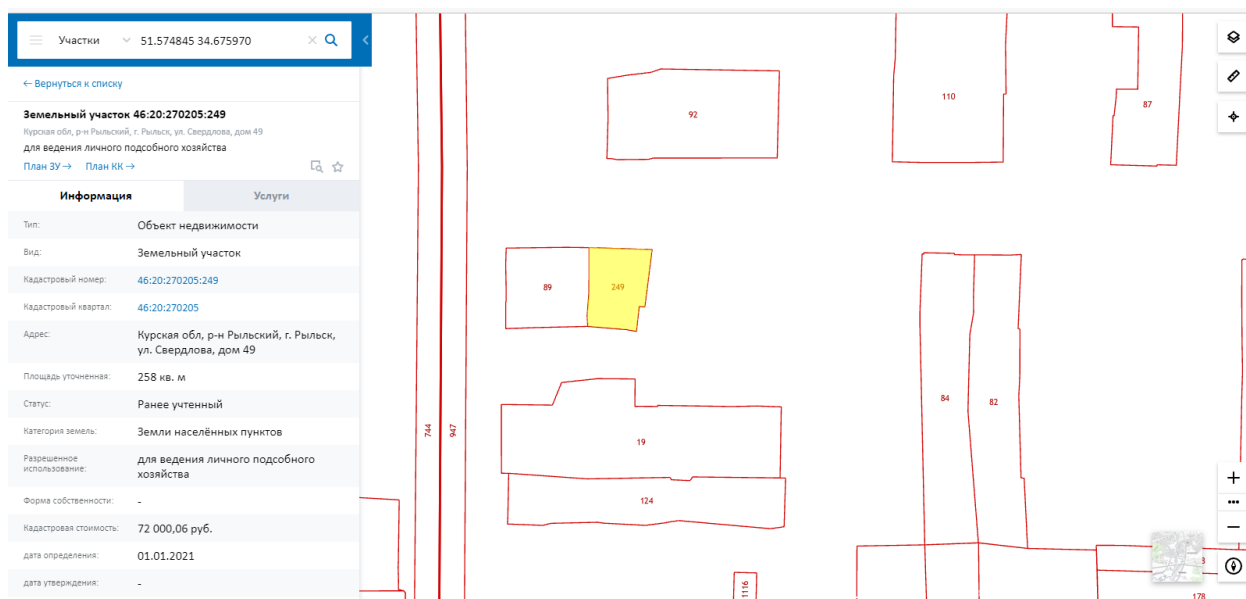 Участки 51.574845 34.675970
← Вернуться к списку
Земельный участок 46:20:270205:249
Курская обл, р-н Рыльский, г. Рыльск, ул. Свердлова, дом 49
для ведения личного подсобного хозяйства
План ЗУ → План КК →
Информация Услуги
Тип: Объект недвижимости
Вид: Земельный участок
Кадастровый номер: 46:20:270205:249
Кадастровый квартал: 46:20:270205
Адрес: Курская обл, р-н Рыльский, г. Рыльск,
ул. Свердлова, дом 49
Площадь уточненная: 258 кв. м
Статус: Ранее учтенный
Категория земель: Земли населённых пунктов
Разрешенное
использование:
для ведения личного подсобного
хозяйства
Форма собственности: -
Кадастровая стоимость: 72 000,06 руб.
дата определения: 01.01.2021
дата утверждения: -
92
110
87
89
249
744
947
19
84
82
124
1116
178